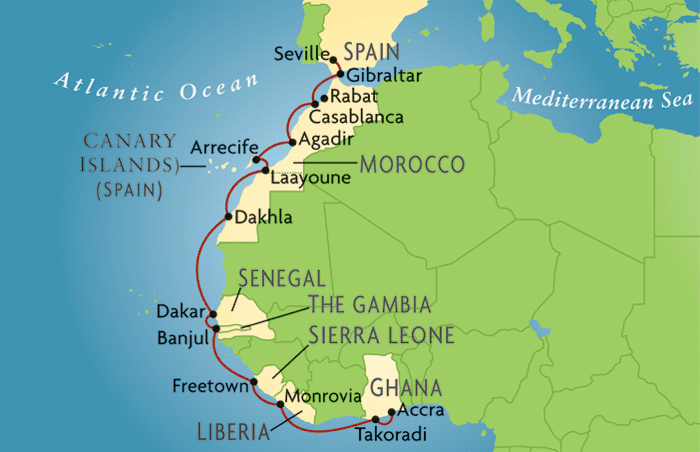 Seville
SPAIN
Gibraltar
Atlantic Ocean
Rabat
Mediterranean Sea
Casablanca
CANARY
ISLANDS)
(SPAIN)
Arrecife
Agadir
MOROCCO
Laayoune
Dakhla
SENEGAL
THE GAMBIA
Dakar
Banjul
SIERRA LEONE
Freetown
Monrovia
GHANA
Accra
LIBERIA
Takoradi